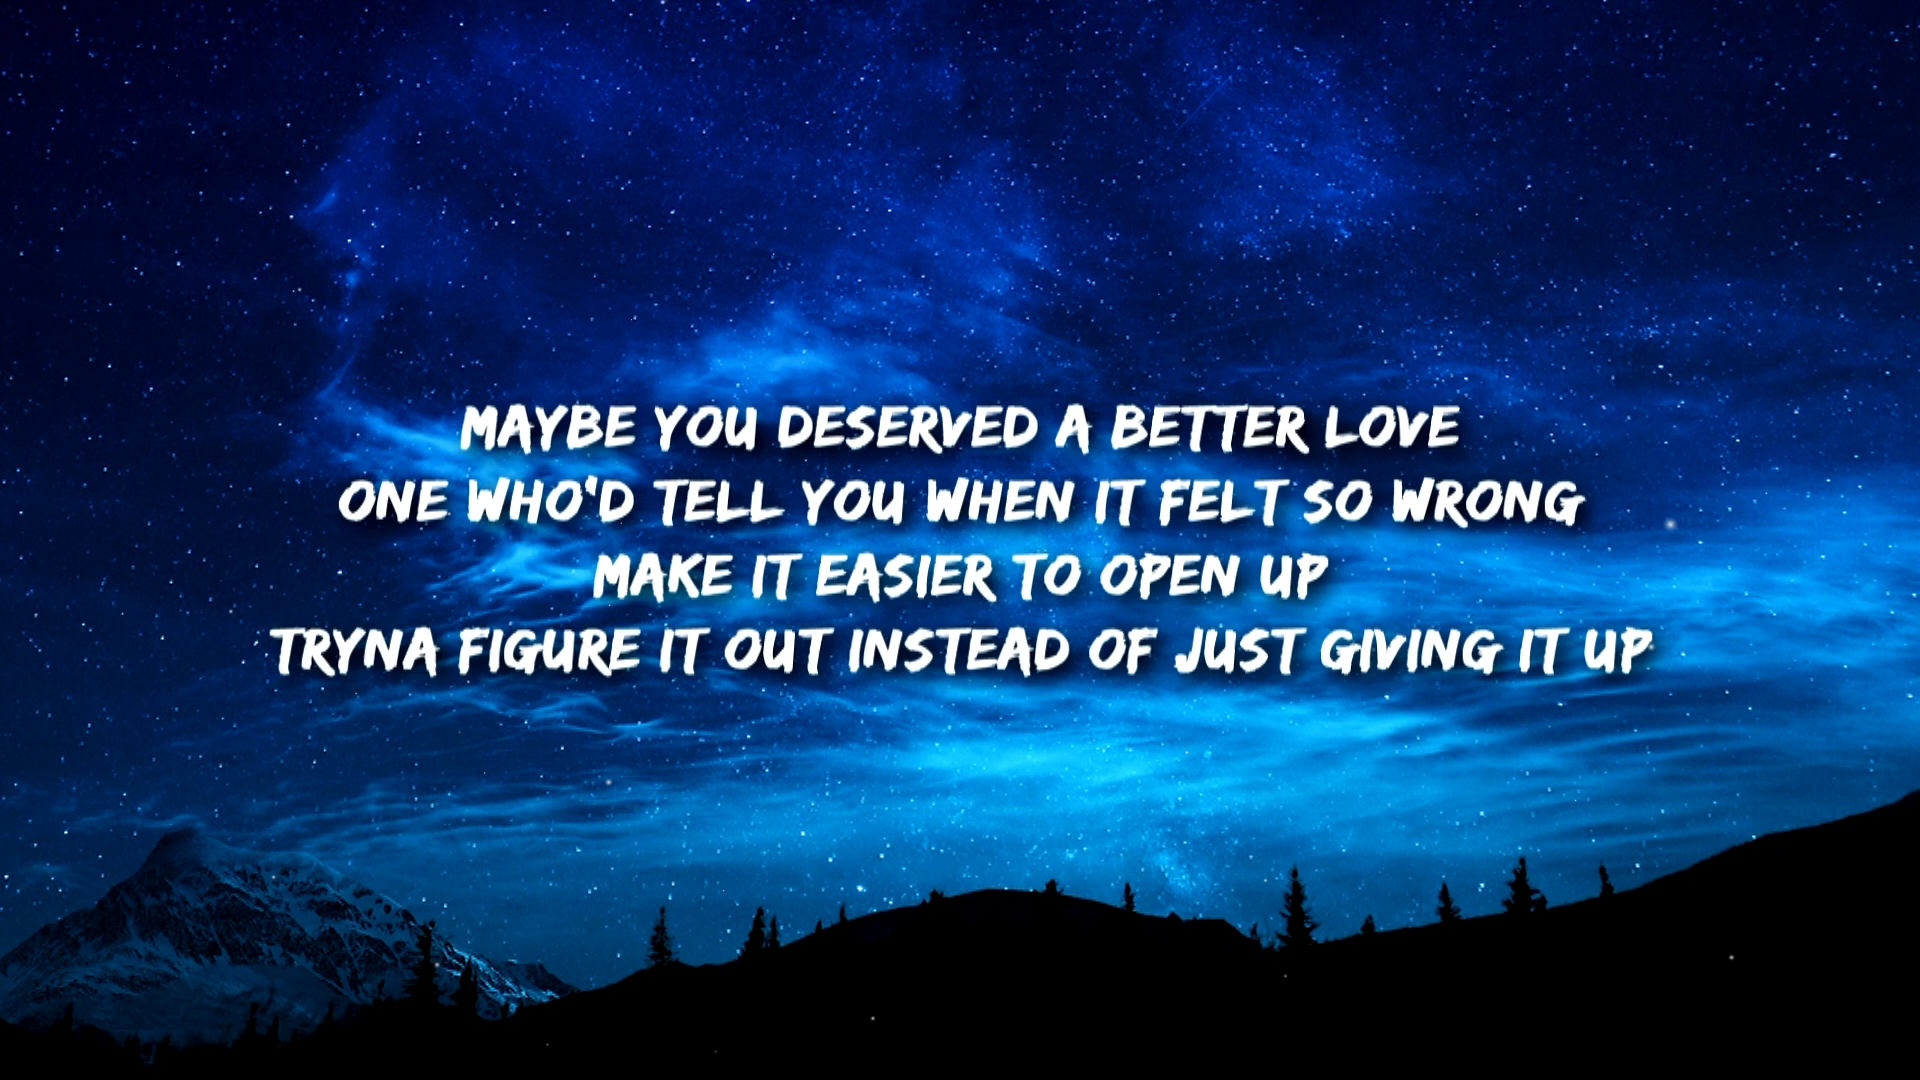 MAYBE YOU DESERVED A BETTER LOVE
ONE WHO'D TELL YOU WHEN IT FELT SO WRONG
MAKE IT EASIER TO OPEN UP
TRYNA FIGURE IT OUT INSTEAD OF JUST GIVING IT UP